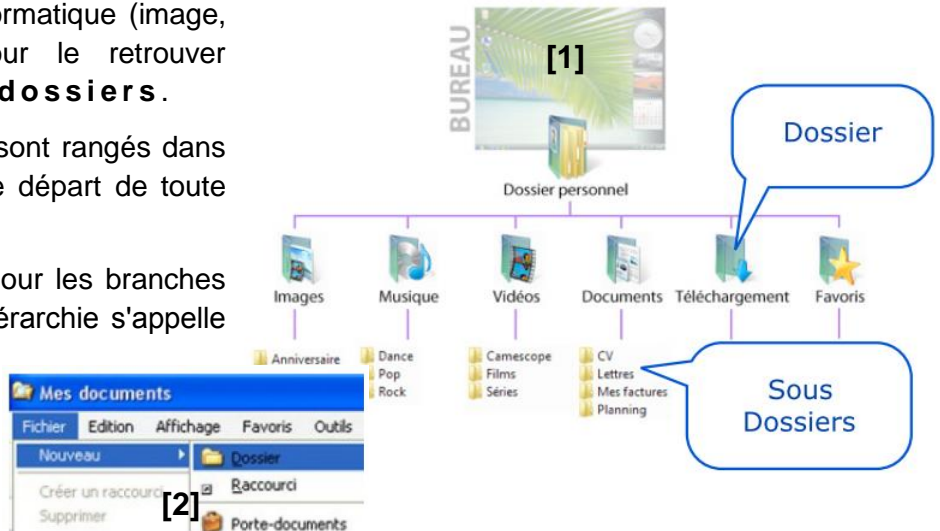 ormatique (image,
our le retrouver
dossiers.
sont rangés dans
e départ de toute
our les branches
érarchie s'appelle
BUREAU
[1]
Dossier
Dossier personnel
Images Musique Vidéos Documents Téléchargement Favoris
Anniversaire
Dance
Pop
Rock
Camescope
Films
Séries
CV
Lettres
Mes factures
Planning
Sous
Dossiers
Mes documents
Fichier Edition Affichage Favoris Outils
Nouveau
Dossier
Créer un raccourci
Raccourci
Supprimer
[2]
Porte-documents